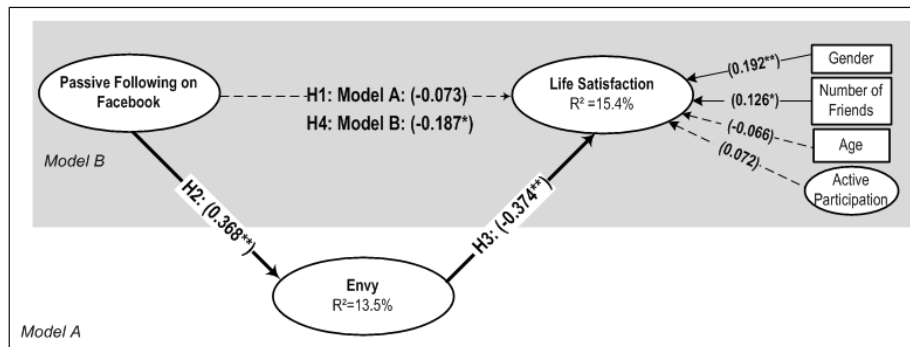 Passive Following on
Facebook
H1: Model A: (-0.073)
H4: Model B: (-0.187*)
Life Satisfaction
R² =15.4%
(0.192**)
Gender
(0.126*)
Number of
Friends
(-0.066)
Age
(0.072)
Active
Participation
Model B
H2: (0.368**)
H3: (-0.374**)
Envy
R²=13.5%
Model A